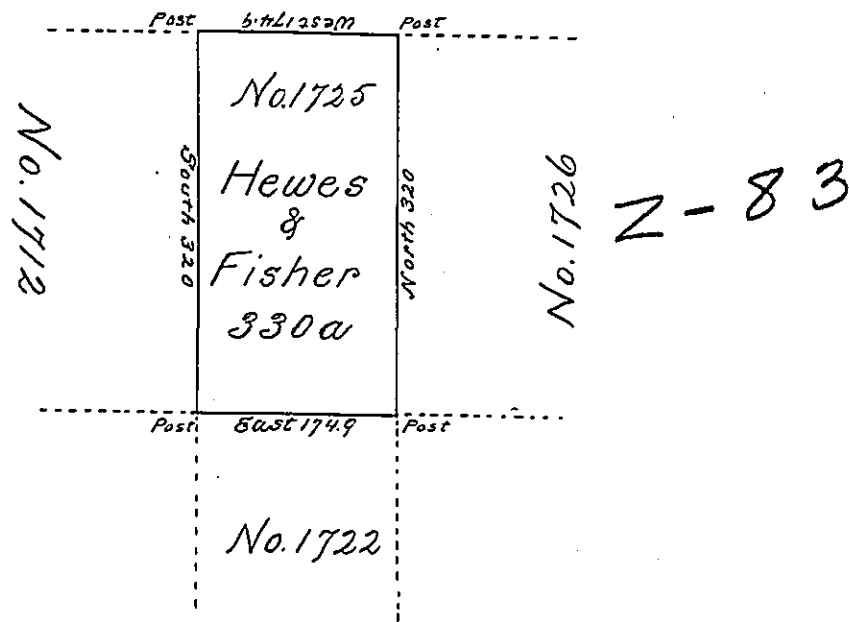 Post West 174.9 Post
No. 1725
Hewes
&
Fisher
330a
South 320
North 320
No. 1712
No. 1726
Z-83
Post East 174.9 Post
No. 1722